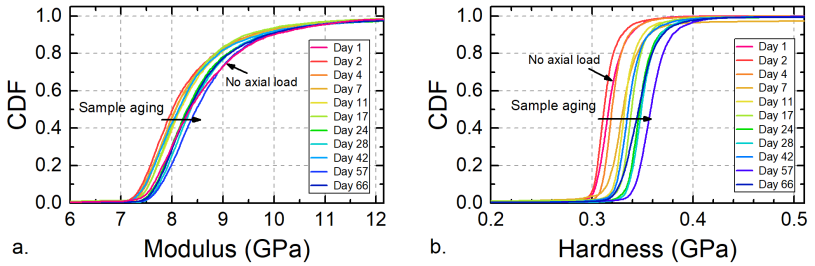 1.0
0.8
0.6
0.4
0.2
0.0
CDF
6 7 8 9 10 11 12
Modulus (GPa)
a.
No axial load
Sample aging
Day 1
Day 2
Day 4
Day 7
Day 11
Day 17
Day 24
Day 28
Day 42
Day 57
Day 66
1.0
0.8
0.6
0.4
0.2
0.0
CDF
0.2 0.3 0.4 0.5
Hardness (GPa)
b.
No axial load
Sample aging
Day 1
Day 2
Day 4
Day 7
Day 11
Day 17
Day 24
Day 28
Day 42
Day 57
Day 66